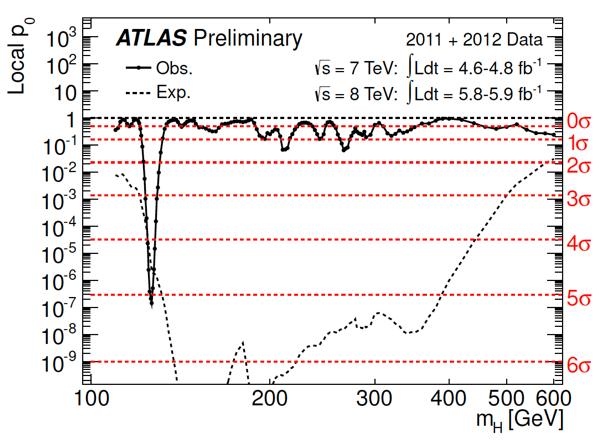 ATLAS Preliminary
2011 + 2012 Data
Obs.
√s = 7 TeV: ∫Ldt = 4.6-4.8 fb⁻¹
Exp.
√s = 8 TeV: ∫Ldt = 5.8-5.9 fb⁻¹
Local p₀
10³
10²
10
1
10⁻¹
10⁻²
10⁻³
10⁻⁴
10⁻⁵
10⁻⁶
10⁻⁷
10⁻⁸
10⁻⁹
0σ
1σ
2σ
3σ
4σ
5σ
6σ
100
200
300
400
500
600
m_H [GeV]